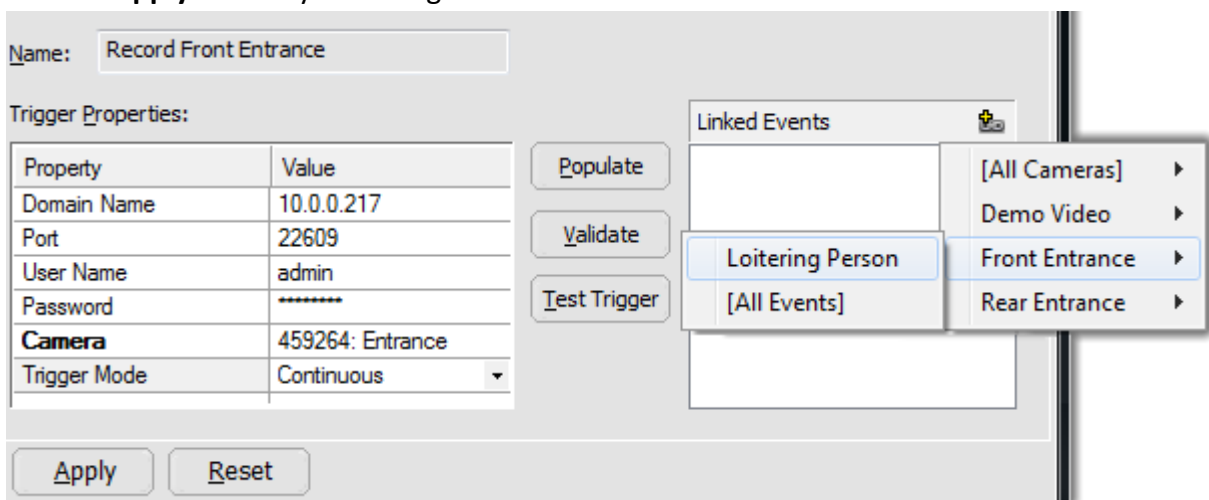 Name: Record Front Entrance
Trigger Properties:
Property Value
Domain Name 10.0.0.217
Port 22609
User Name admin
Password ********
Camera 459264: Entrance
Trigger Mode Continuous
Populate
Validate
Test Trigger
Linked Events
[All Cameras]
Demo Video
Front Entrance
Rear Entrance
Loitering Person
[All Events]
Apply Reset